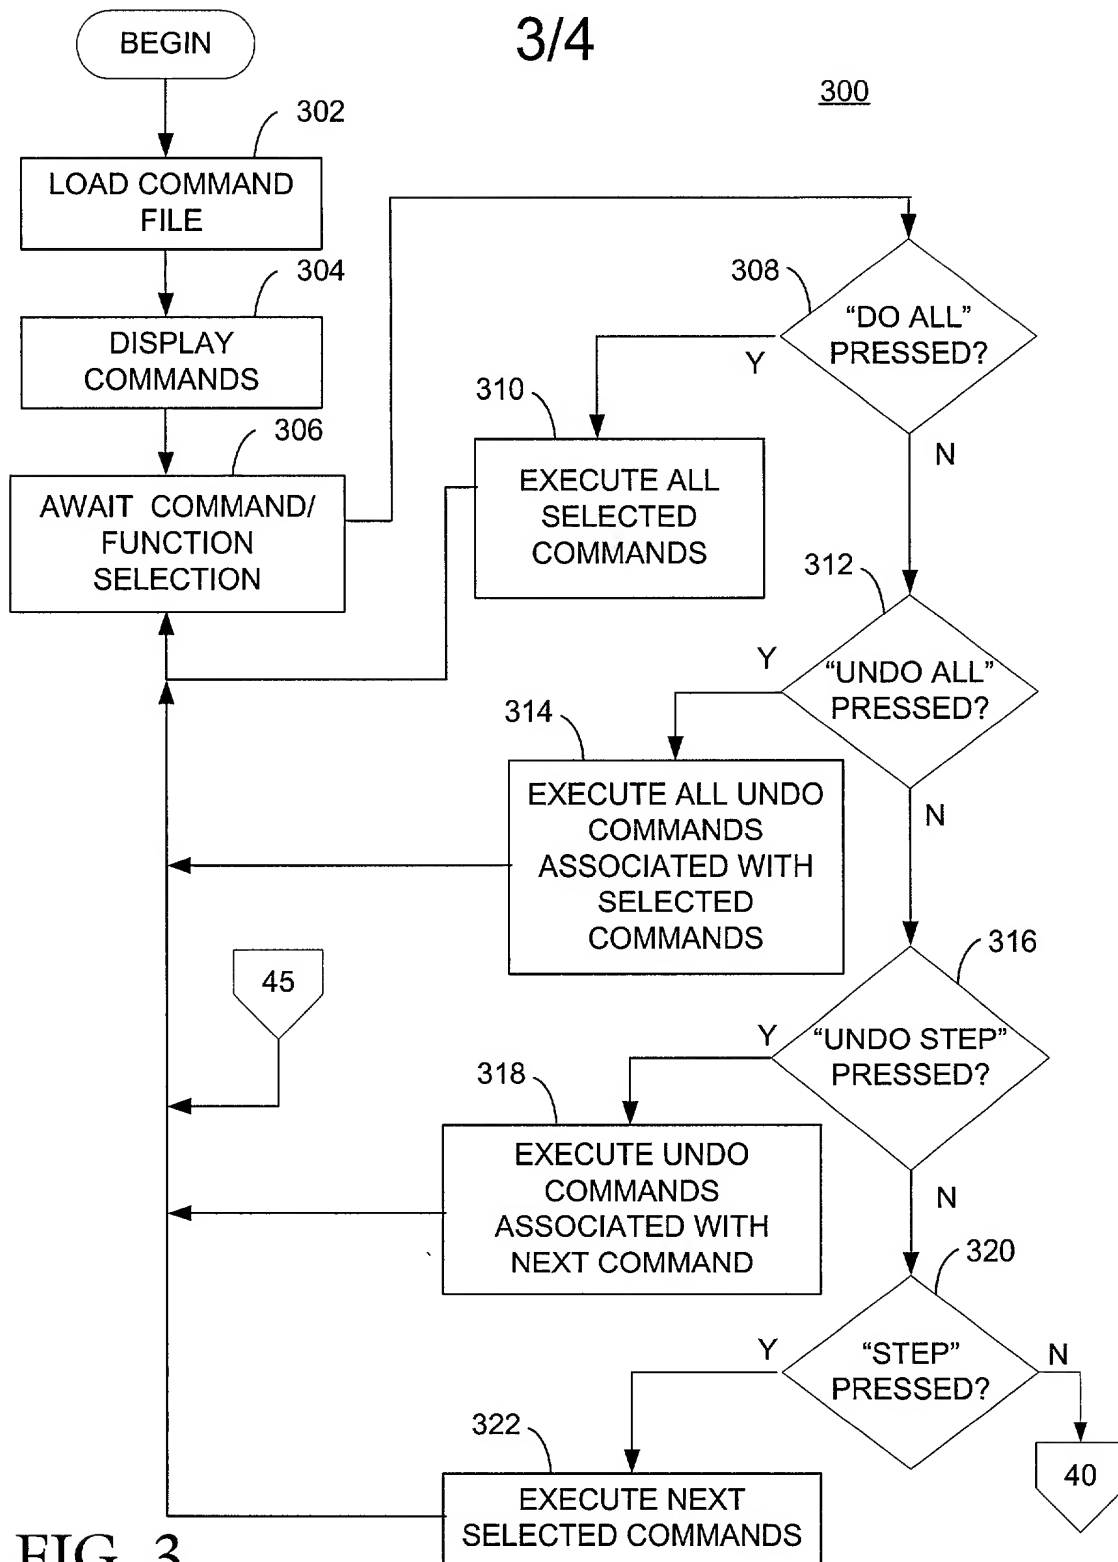 3/4
300
BEGIN
302
LOAD COMMAND
FILE
304
DISPLAY
COMMANDS
306
AWAIT COMMAND/
FUNCTION
SELECTION
308
"DO ALL"
PRESSED?
Y
N
310
EXECUTE ALL
SELECTED
COMMANDS
312
"UNDO ALL"
PRESSED?
Y
N
314
EXECUTE ALL UNDO
COMMANDS
ASSOCIATED WITH
SELECTED
COMMANDS
45
316
"UNDO STEP"
PRESSED?
Y
N
318
EXECUTE UNDO
COMMANDS
ASSOCIATED WITH
NEXT COMMAND
320
"STEP"
PRESSED?
Y
N
40
322
EXECUTE NEXT
SELECTED COMMANDS
FIG. 3